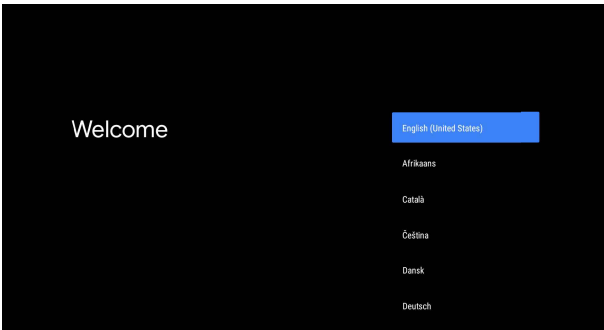 Welcome
English (United States)
Afrikaans
Català
Čeština
Dansk
Deutsch